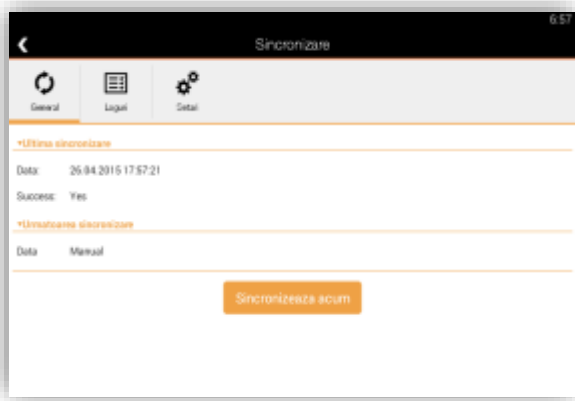 6:57
Sincronizare
General Loguri Setari
Ultima sincronizare
Data: 26.04.2015 17:57:21
Success: Yes
Urmatoarea sincronizare
Data Manual
Sincronizeaza acum